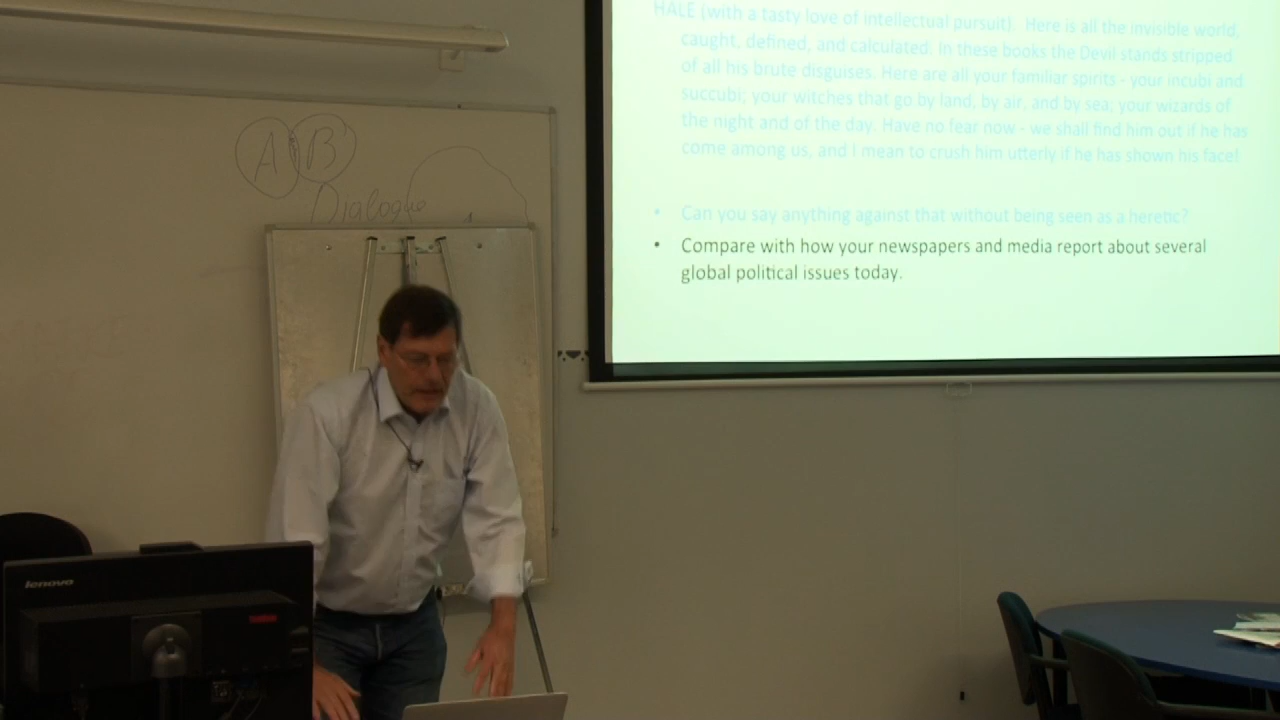 HALE (with a tasty love of intellectual pursuit). Here is all the invisible world,
caught, defined, and calculated. In these books the Devil stands stripped
of all his brute disguises. Here are all your familiar spirits - your incubi and
succubi; your witches that go by land, by air, and by sea; your wizards of
the night and of the day. Have no fear now - we shall find him out if he has
come among us, and I mean to crush him utterly if he has shown his face!
• Can you say anything against that without being seen as a heretic?
• Compare with how your newspapers and media report about several
global political issues today.
A B
Dialogue
lenovo